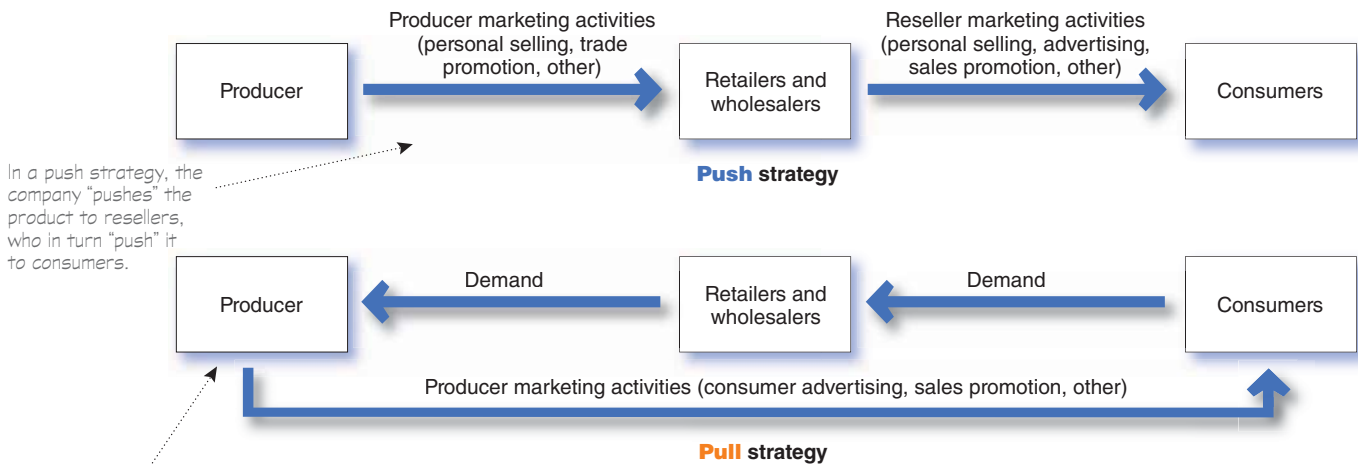 Producer marketing activities
(personal selling, trade
promotion, other)
Reseller marketing activities
(personal selling, advertising,
sales promotion, other)
Producer
Retailers and
wholesalers
Consumers
Push strategy
In a push strategy, the
company “pushes” the
product to resellers,
who in turn “push” it
to consumers.
Producer
Demand
Retailers and
wholesalers
Demand
Consumers
Producer marketing activities (consumer advertising, sales promotion, other)
Pull strategy